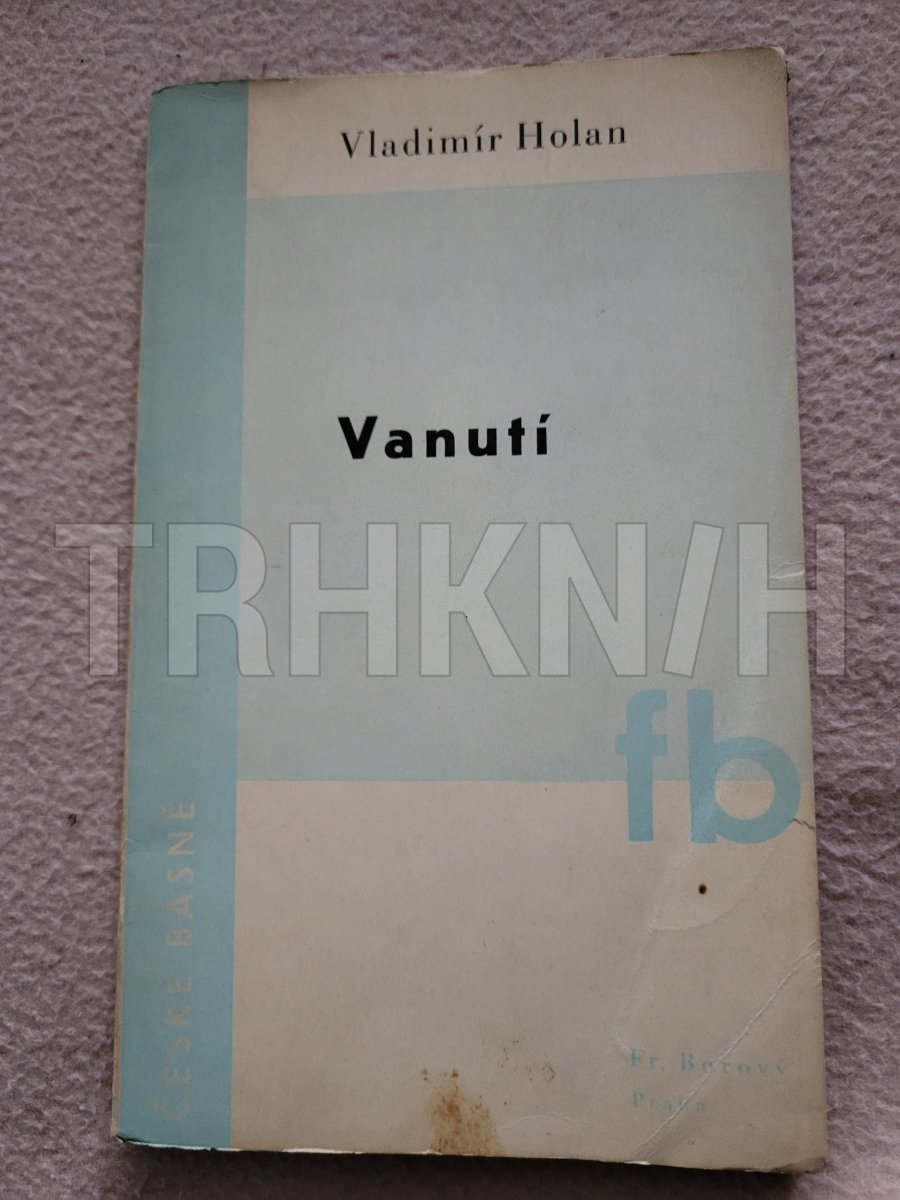 Vladimír Holan
Vanutí
TRHKNIH
fb
ČESKÉ BÁSNĚ
Fr. Borový
Praha